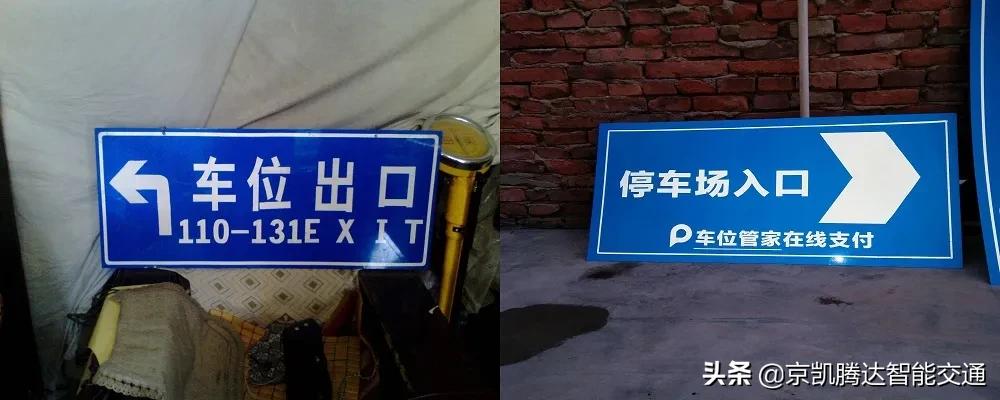 车位出口
110-131E X I T
停车场入口
车位管家在线支付
头条 @京凯腾达智能交通